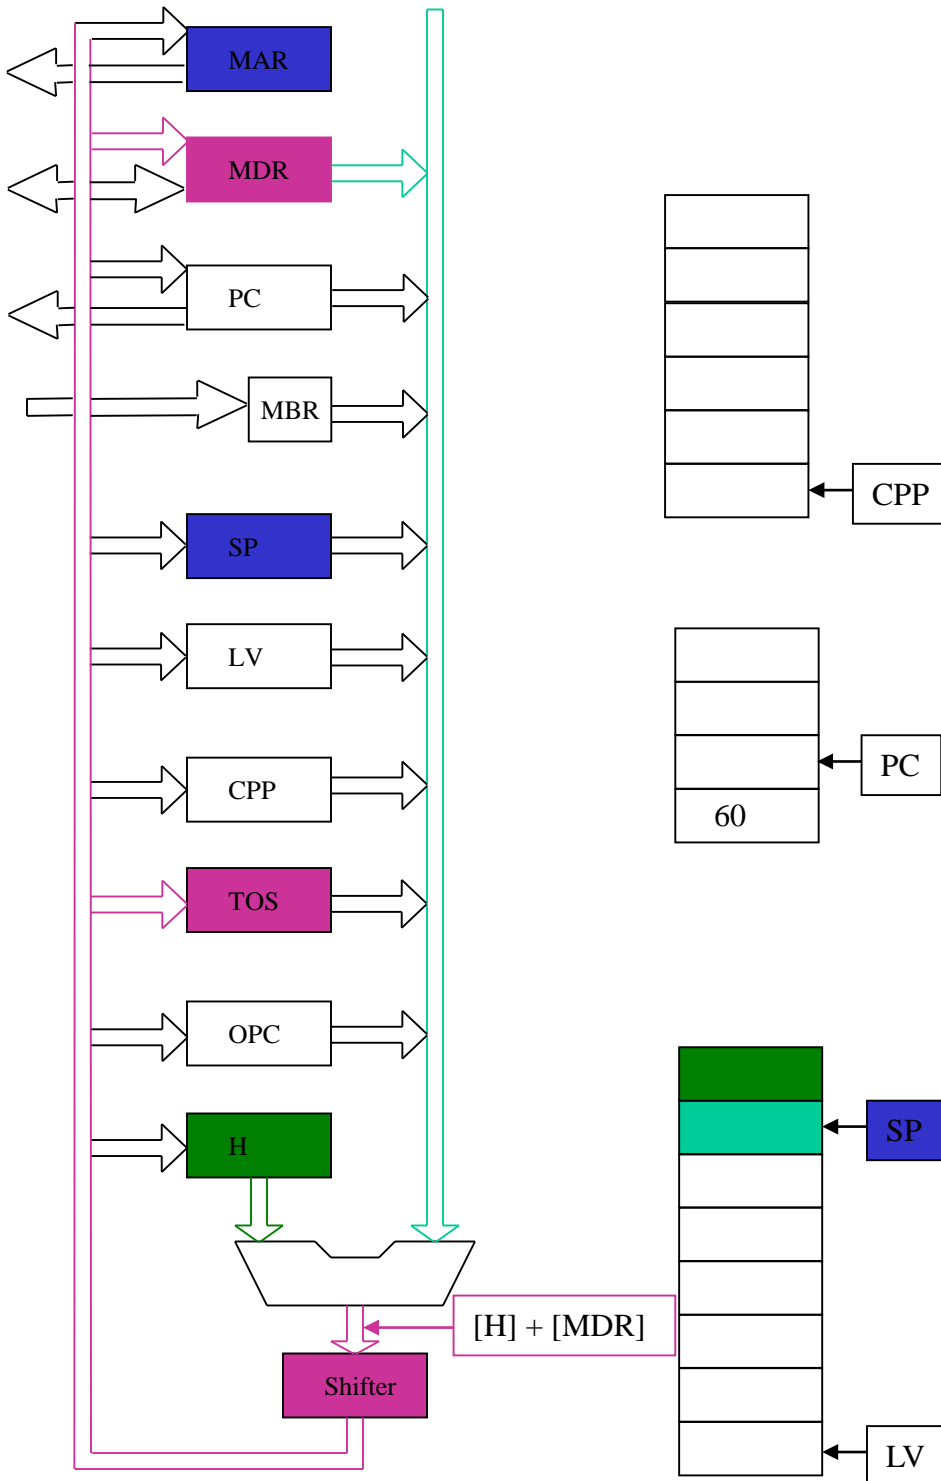 MAR
MDR
PC
MBR
SP
LV
CPP
TOS
OPC
H
[H] + [MDR]
Shifter
CPP
PC
60
SP
LV